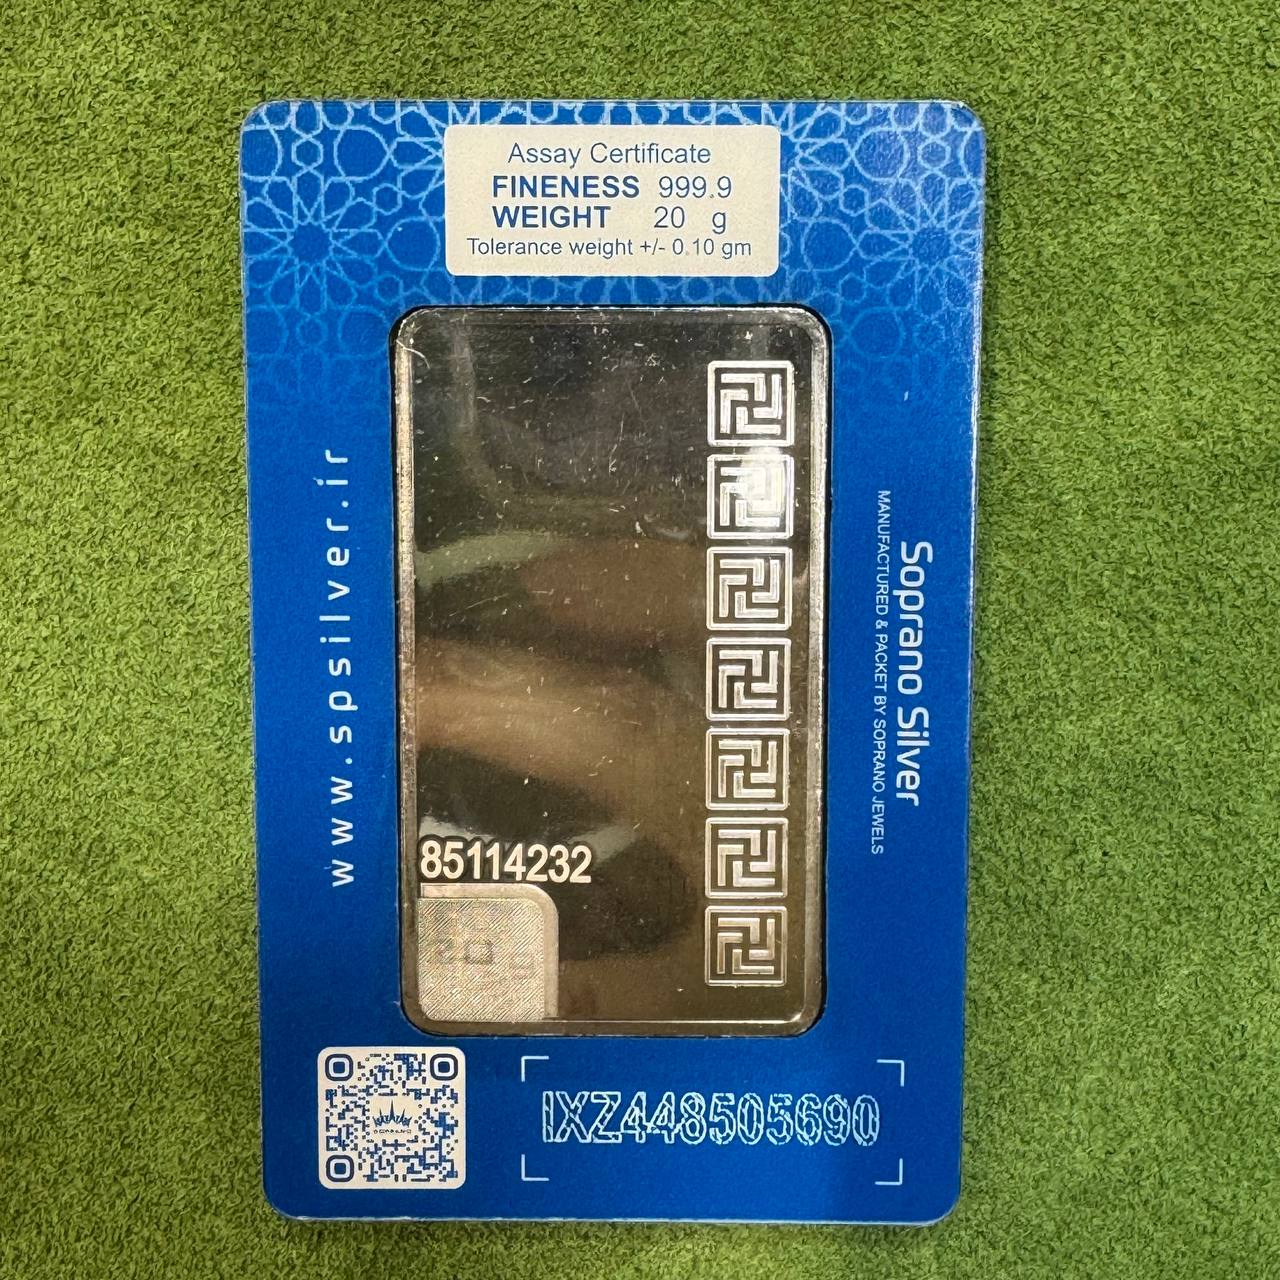 Assay Certificate
FINENESS 999.9
WEIGHT 20 g
Tolerance weight +/- 0.10 gm
www.spsilver.ir
Soprano Silver
MANUFACTURED & PACKET BY SOPRANO JEWELS
85114232
20 g
IXZ448505690